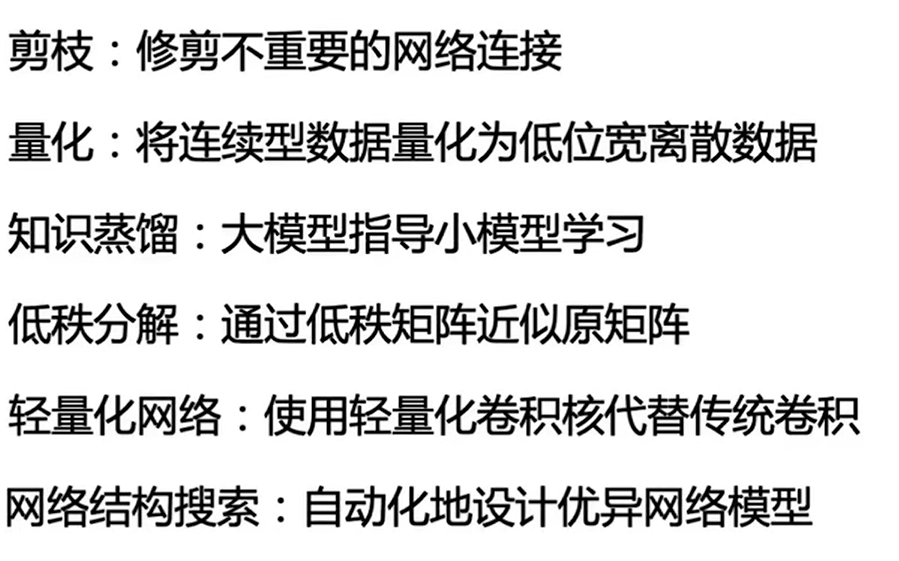 剪枝：修剪不重要的网络连接
量化：将连续型数据量化为低位宽离散数据
知识蒸馏：大模型指导小模型学习
低秩分解：通过低秩矩阵近似原矩阵
轻量化网络：使用轻量化卷积核代替传统卷积
网络结构搜索：自动化地设计优异网络模型